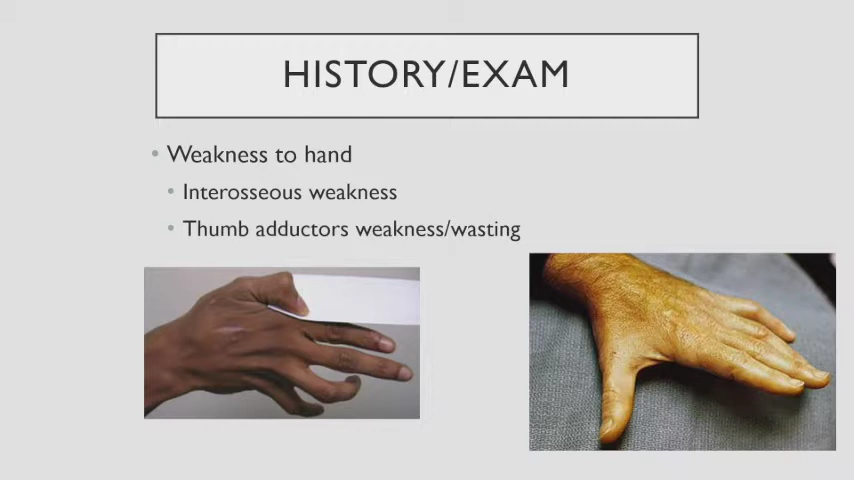 HISTORY/EXAM
• Weakness to hand
• Interosseous weakness
• Thumb adductors weakness/wasting